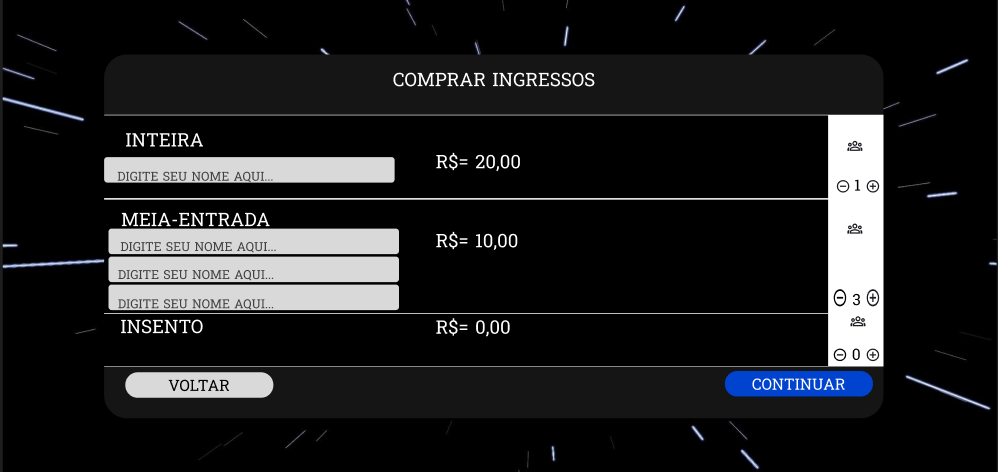 COMPRAR INGRESSOS
INTEIRA
DIGITE SEU NOME AQUI...
R$= 20,00
1
MEIA-ENTRADA
DIGITE SEU NOME AQUI...
R$= 10,00
DIGITE SEU NOME AQUI...
DIGITE SEU NOME AQUI...
3
INSENTO
R$= 0,00
0
VOLTAR
CONTINUAR